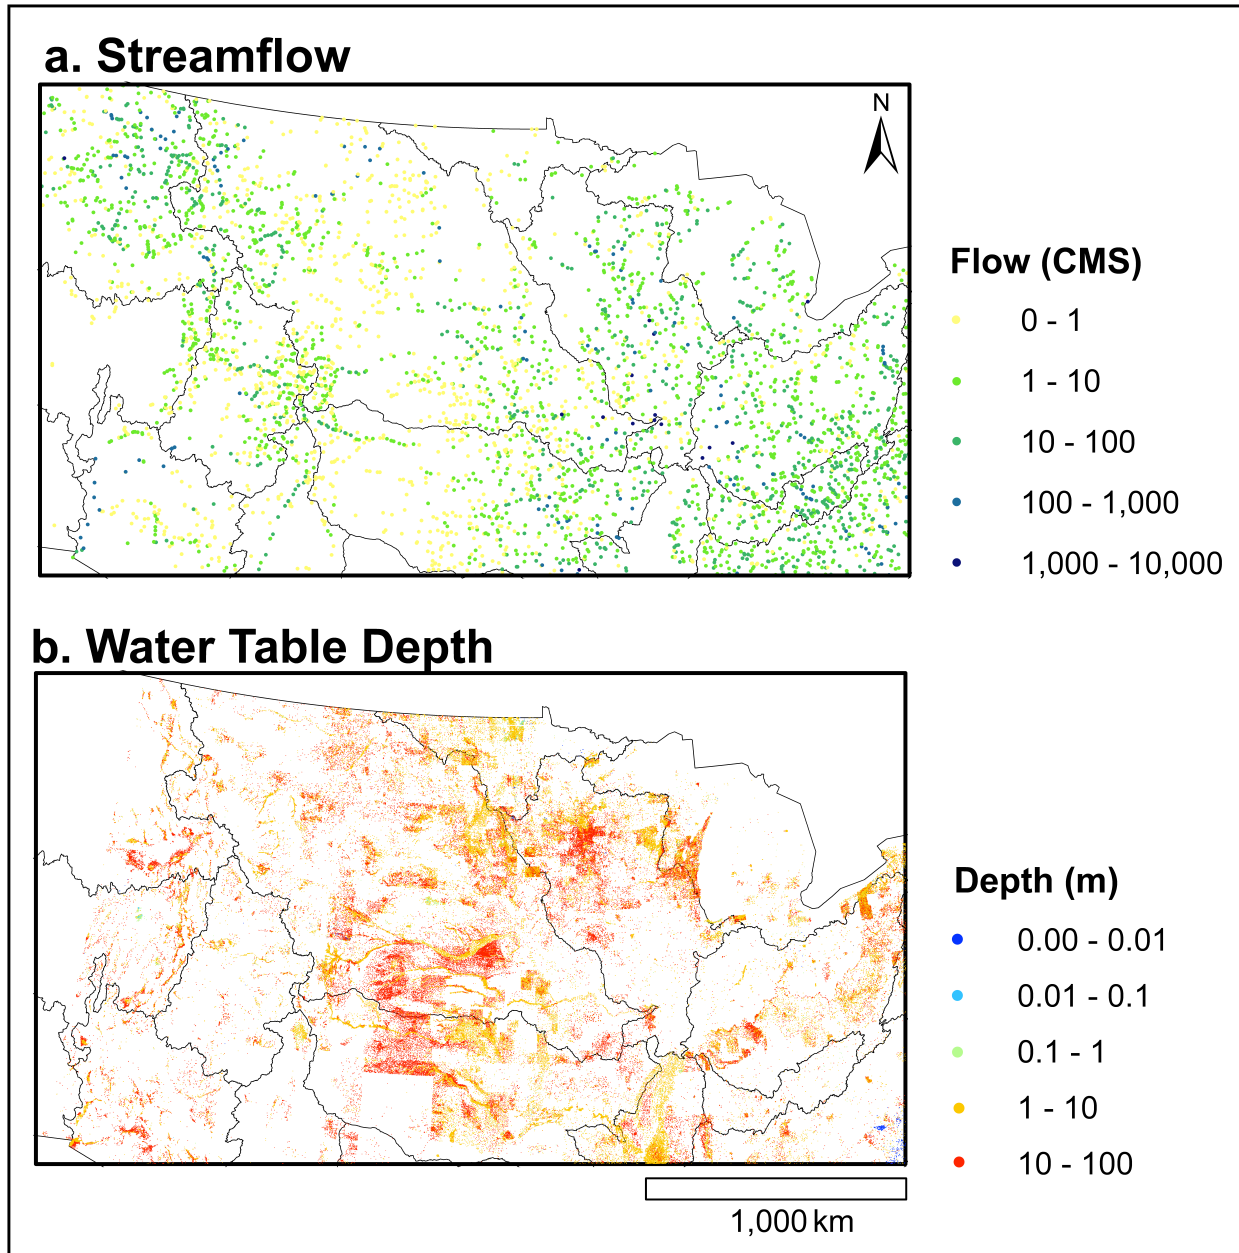 a. Streamflow
N
Flow (CMS)
0 - 1
1 - 10
10 - 100
100 - 1,000
1,000 - 10,000
b. Water Table Depth
Depth (m)
0.00 - 0.01
0.01 - 0.1
0.1 - 1
1 - 10
10 - 100
1,000 km